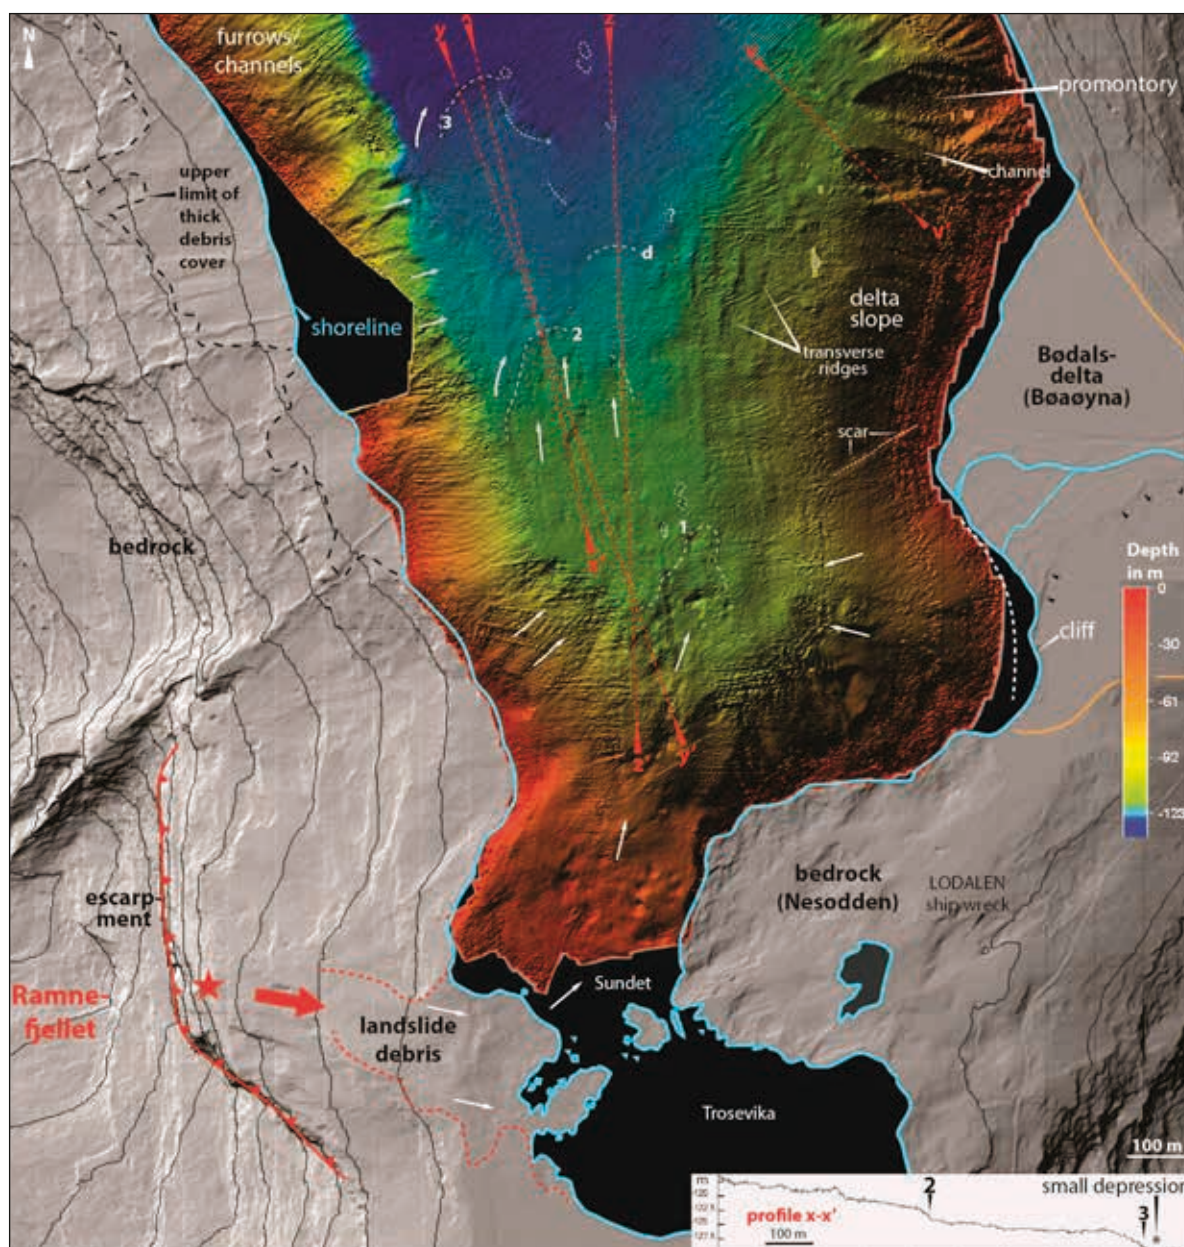 N
furrows/
channels
y
z
promontory
channel
upper
limit of
thick
debris
cover
3
?
d
shoreline
2
delta
slope
transverse
ridges
Bødals-
delta
(Bøaøyna)
scar
1
bedrock
Depth
in m
0
-30
-61
-92
-123
cliff
z
y'
escarp-
ment
bedrock
(Nesodden)
LODALEN
ship wreck
Ramne-
fjellet
landslide
debris
Sundet
Trosevika
100 m
m
2
small depression
3
profile x-x'
100 m